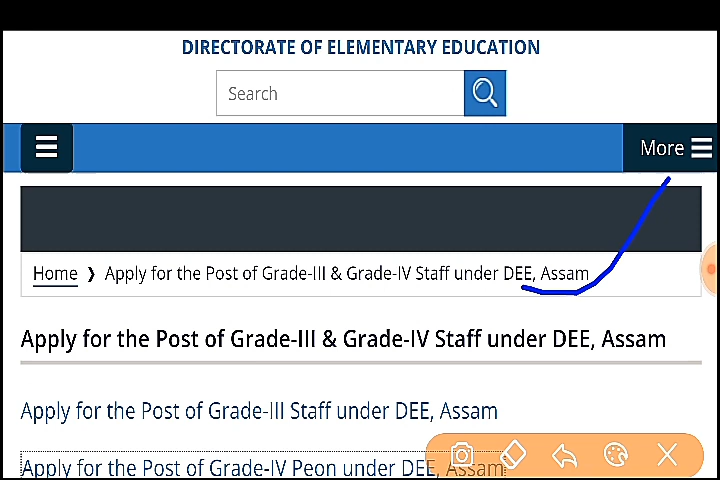 DIRECTORATE OF ELEMENTARY EDUCATION
Search
More
Home ❯ Apply for the Post of Grade-III & Grade-IV Staff under DEE, Assam
Apply for the Post of Grade-III & Grade-IV Staff under DEE, Assam
Apply for the Post of Grade-III Staff under DEE, Assam
Apply for the Post of Grade-IV Peon under DEE, Assam